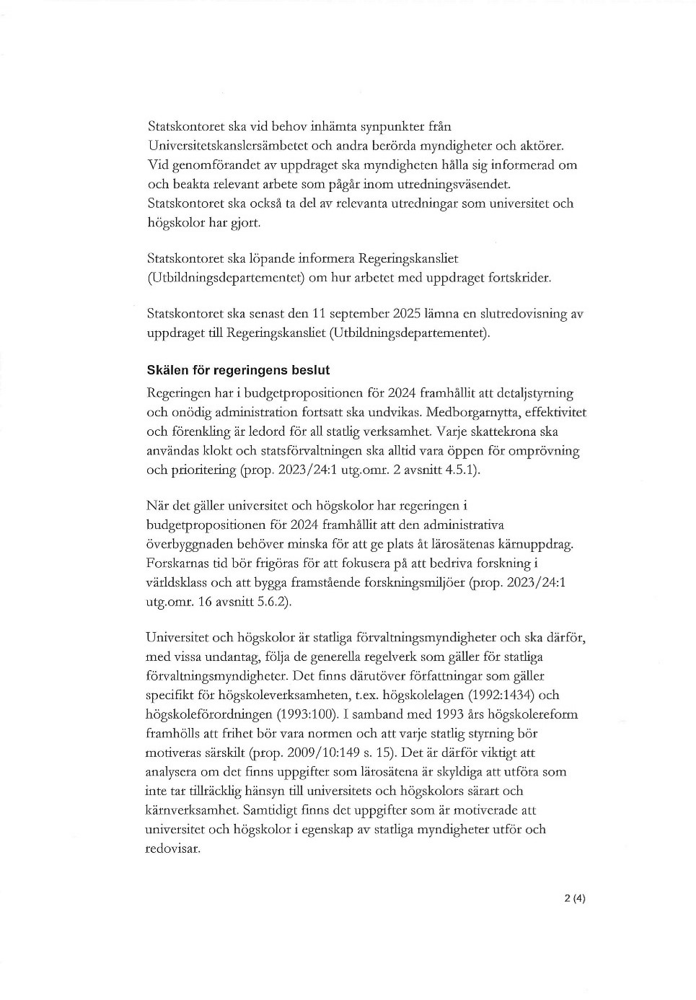 Statskontoret ska vid behov inhämta synpunkter från
Universitetskanslersämbetet och andra berörda myndigheter och aktörer.
Vid genomförandet av uppdraget ska myndigheten hålla sig informerad om
och beakta relevant arbete som pågår inom utredningsväsendet.
Statskontoret ska också ta del av relevanta utredningar som universitet och
högskolor har gjort.
Statskontoret ska löpande informera Regeringskansliet
(Utbildningsdepartementet) om hur arbetet med uppdraget fortskrider.
Statskontoret ska senast den 11 september 2025 lämna en slutredovisning av
uppdraget till Regeringskansliet (Utbildningsdepartementet).
Skälen för regeringens beslut
Regeringen har i budgetpropositionen för 2024 framhållit att detaljstyrning
och onödig administration fortsatt ska undvikas. Medborgarnytta, effektivitet
och förenkling är ledord för all statlig verksamhet. Varje skattekrona ska
användas klokt och statsförvaltningen ska alltid vara öppen för omprövning
och prioritering (prop. 2023/24:1 utg.omr. 2 avsnitt 4.5.1).
När det gäller universitet och högskolor har regeringen i
budgetpropositionen för 2024 framhållit att den administrativa
överbyggnaden behöver minska för att ge plats åt lärosätenas kärnuppdrag.
Forskarnas tid bör frigöras för att fokusera på att bedriva forskning i
världsklass och att bygga framstående forskningsmiljöer (prop. 2023/24:1
utg.omr. 16 avsnitt 5.6.2).
Universitet och högskolor är statliga förvaltningsmyndigheter och ska därför,
med vissa undantag, följa de generella regelverk som gäller för statliga
förvaltningsmyndigheter. Det finns därutöver författningar som gäller
specifikt för högskoleverksamheten, t.ex. högskolelagen (1992:1434) och
högskoleförordningen (1993:100). I samband med 1993 års högskolereform
framhölls att frihet bör vara normen och att varje statlig styrning bör
motiveras särskilt (prop. 2009/10:149 s. 15). Det är därför viktigt att
analysera om det finns uppgifter som lärosätena är skyldiga att utföra som
inte tar tillräcklig hänsyn till universitets och högskolors särart och
kärnverksamhet. Samtidigt finns det uppgifter som är motiverade att
universitet och högskolor i egenskap av statliga myndigheter utför och
redovisar.
2 (4)